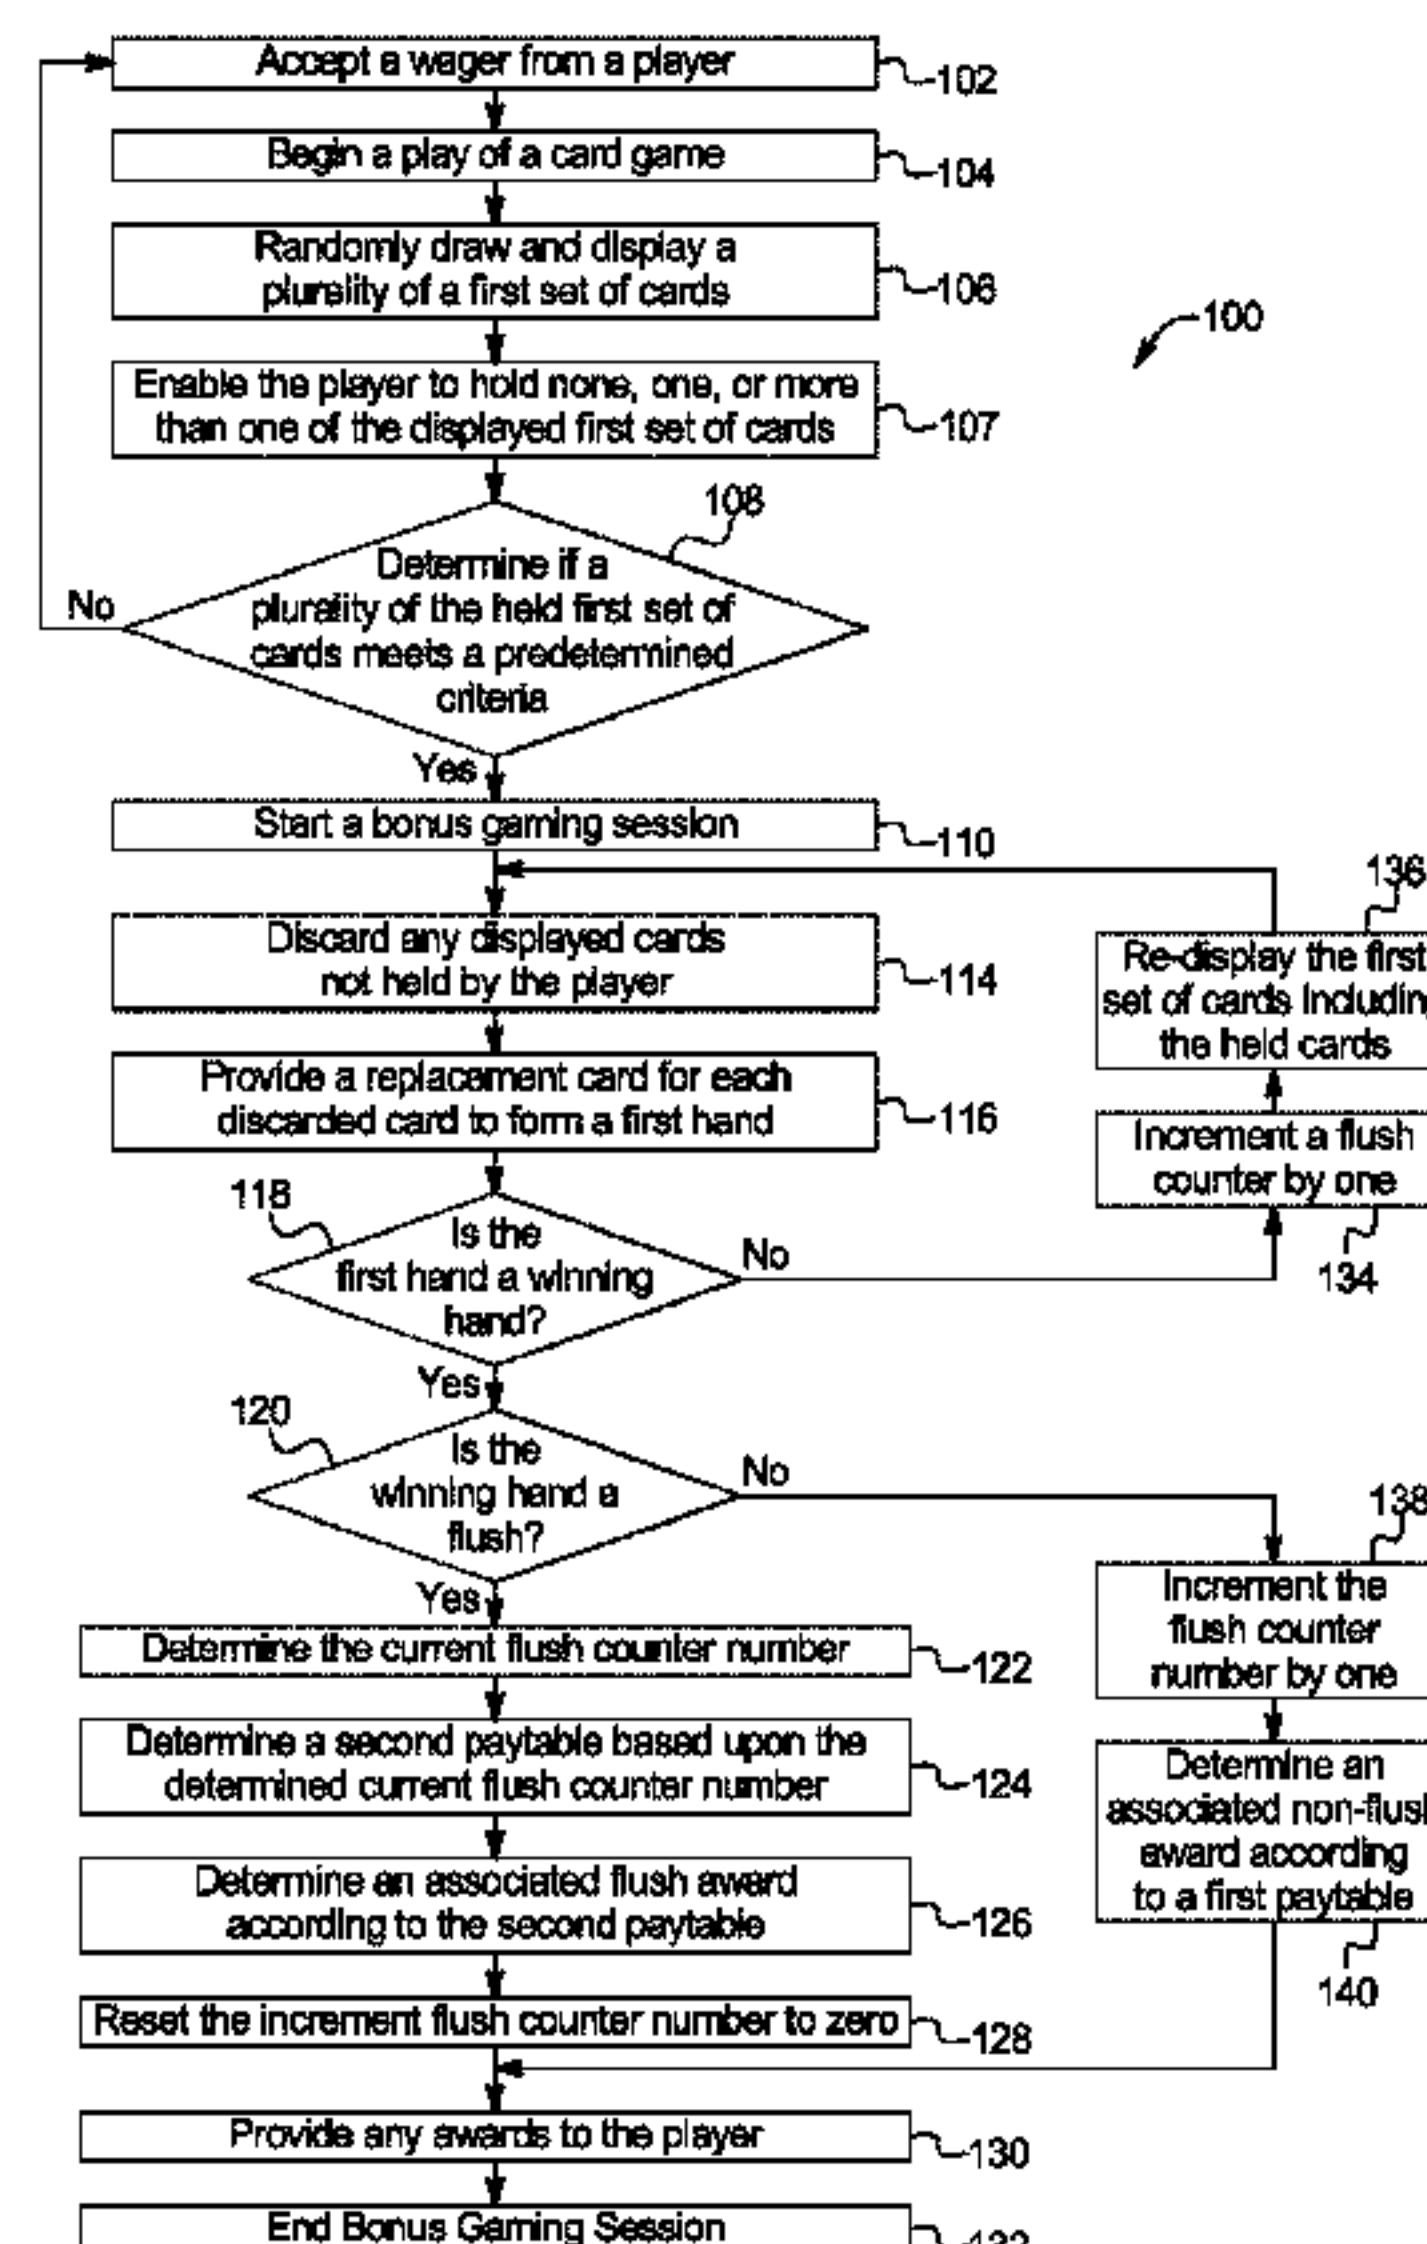 Accept a wager from a player
102
Begin a play of a card game
104
Randomly draw and display a
plurality of a first set of cards
106
100
Enable the player to hold none, one, or more
than one of the displayed first set of cards
107
108
Determine if a
plurality of the held first set of
cards meets a predetermined
criteria
No
Yes
Start a bonus gaming session
110
Discard any displayed cards
not held by the player
114
Provide a replacement card for each
discarded card to form a first hand
116
136
Re-display the first
set of cards including
the held cards
Increment a flush
counter by one
134
118
Is the
first hand a winning
hand?
No
Yes
120
Is the
winning hand a
flush?
No
Yes
138
Increment the
flush counter
number by one
Determine an
associated non-flush
award according
to a first paytable
140
Determine the current flush counter number
122
Determine a second paytable based upon the
determined current flush counter number
124
Determine an associated flush award
according to the second paytable
126
Reset the increment flush counter number to zero
128
Provide any awards to the player
130
End Bonus Gaming Session